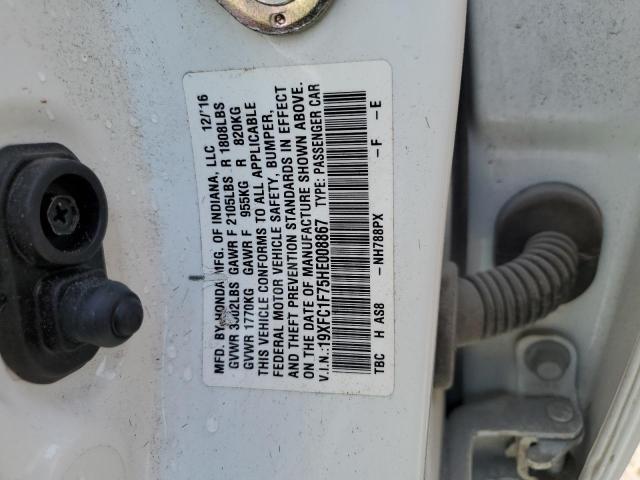 MFD. BY HONDA MFG. OF INDIANA, LLC 12/16
GVWR LBS GAWR F 2105LBS R 1808LBS
GVWR 1770KG GAWR F 955KG R 820KG
THIS VEHICLE CONFORMS TO ALL APPLICABLE
FEDERAL MOTOR VEHICLE SAFETY, BUMPER,
AND THEFT PREVENTION STANDARDS IN EFFECT
ON THE DATE OF MANUFACTURE SHOWN ABOVE.
V.I.N.:19XFC1F75HE008867 TYPE: PASSENGER CAR
TBC H AS8 -NH788PX -F -E